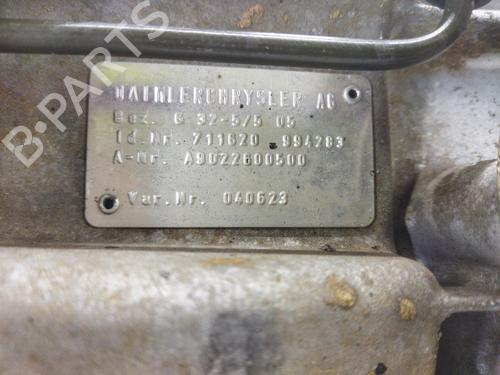 DAIMLERCHRYSLER AG
Bez. G 32-5/5 05
Id.Nr. 711620 994283
A-Nr. A9022600500
Var.Nr. 040623
B-PARTS